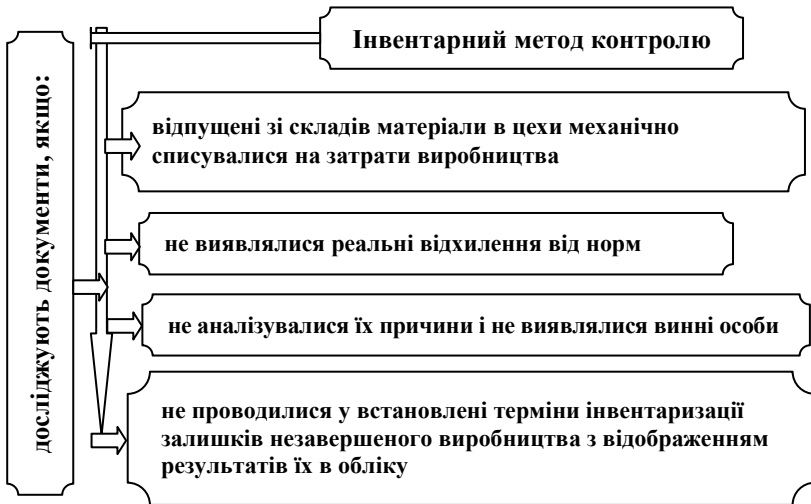 Інвентарний метод контролю
досліджують документи, якщо:
відпущені зі складів матеріали в цехи механічно
списувалися на затрати виробництва
не виявлялися реальні відхилення від норм
не аналізувалися їх причини і не виявлялися винні особи
не проводилися у встановлені терміни інвентаризації
залишків незавершеного виробництва з відображенням
результатів їх в обліку